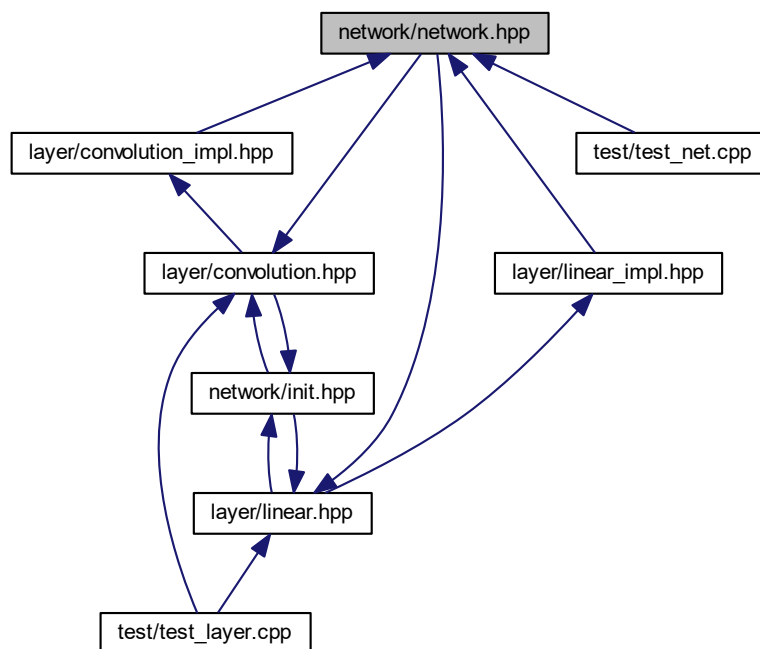 network/network.hpp
layer/convolution_impl.hpp
test/test_net.cpp
layer/convolution.hpp
layer/linear_impl.hpp
network/init.hpp
layer/linear.hpp
test/test_layer.cpp